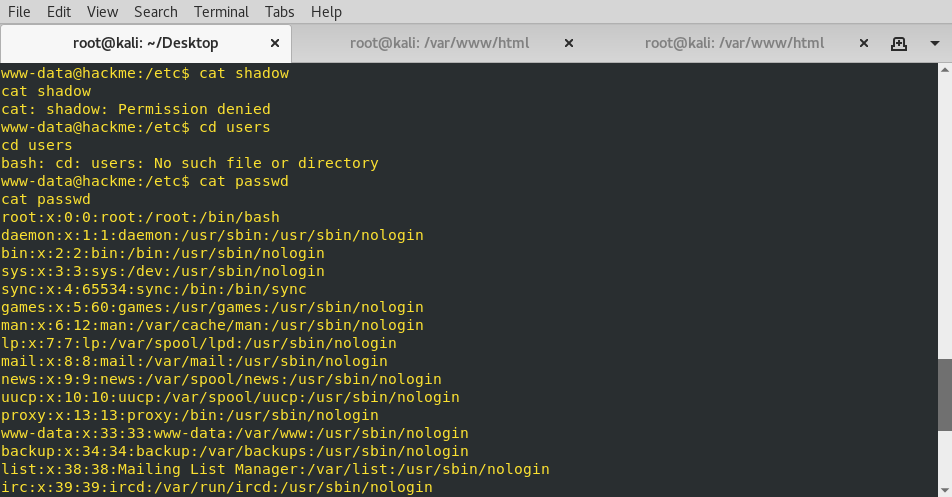 File Edit View Search Terminal Tabs Help
root@kali: ~/Desktop × root@kali: /var/www/html × root@kali: /var/www/html ×
www-data@hackme:/etc$ cat shadow
cat shadow
cat: shadow: Permission denied
www-data@hackme:/etc$ cd users
cd users
bash: cd: users: No such file or directory
www-data@hackme:/etc$ cat passwd
cat passwd
root:x:0:0:root:/root:/bin/bash
daemon:x:1:1:daemon:/usr/sbin:/usr/sbin/nologin
bin:x:2:2:bin:/bin:/usr/sbin/nologin
sys:x:3:3:sys:/dev:/usr/sbin/nologin
sync:x:4:65534:sync:/bin:/bin/sync
games:x:5:60:games:/usr/games:/usr/sbin/nologin
man:x:6:12:man:/var/cache/man:/usr/sbin/nologin
lp:x:7:7:lp:/var/spool/lpd:/usr/sbin/nologin
mail:x:8:8:mail:/var/mail:/usr/sbin/nologin
news:x:9:9:news:/var/spool/news:/usr/sbin/nologin
uucp:x:10:10:uucp:/var/spool/uucp:/usr/sbin/nologin
proxy:x:13:13:proxy:/bin:/usr/sbin/nologin
www-data:x:33:33:www-data:/var/www:/usr/sbin/nologin
backup:x:34:34:backup:/var/backups:/usr/sbin/nologin
list:x:38:38:Mailing List Manager:/var/list:/usr/sbin/nologin
irc:x:39:39:ircd:/var/run/ircd:/usr/sbin/nologin